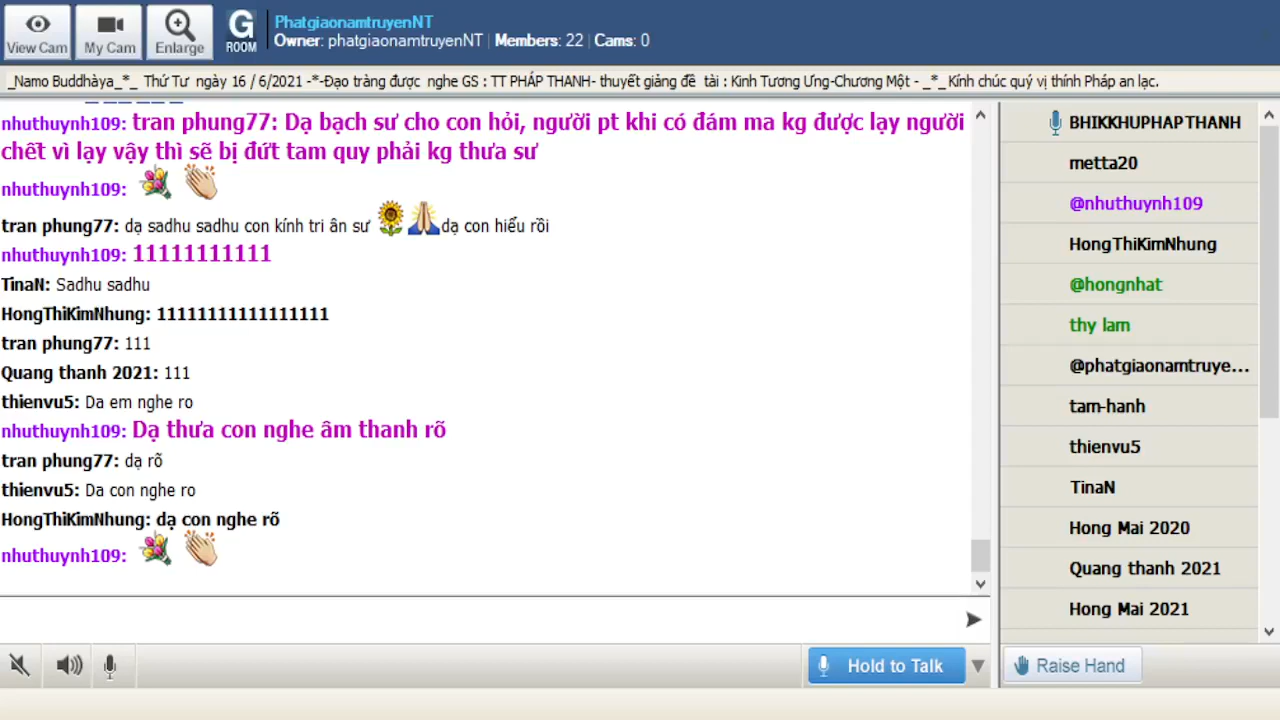 View Cam
My Cam
Enlarge
G
ROOM
PhatgiaonamtruyenNT
Owner: phatgiaonamtruyenNT | Members: 22 | Cams: 0
_Namo Buddhàya_*_ Thứ Tư ngày 16 / 6/2021 -*-Đạo tràng được nghe GS : TT PHÁP THANH- thuyết giảng đề tài : Kinh Tương Ưng-Chương Một - _*_Kính chúc quý vị thính Pháp an lạc.
nhuthuynh109: tran phung77: Dạ bạch sư cho con hỏi, người pt khi có đám ma kg được lạy người
chết vì lạy vậy thì sẽ bị đứt tam quy phải kg thưa sư
nhuthuynh109:
tran phung77: dạ sadhu sadhu con kính tri ân sư dạ con hiểu rồi
nhuthuynh109: 11111111111
TinaN: Sadhu sadhu
HongThiKimNhung: 11111111111111111
tran phung77: 111
Quang thanh 2021: 111
thienvu5: Da em nghe ro
nhuthuynh109: Dạ thưa con nghe âm thanh rõ
tran phung77: dạ rõ
thienvu5: Da con nghe ro
HongThiKimNhung: dạ con nghe rõ
nhuthuynh109:
Hold to Talk
BHIKKHUPHAPTHANH
metta20
@nhuthuynh109
HongThiKimNhung
@hongnhat
thy lam
@phatgiaonamtruye...
tam-hanh
thienvu5
TinaN
Hong Mai 2020
Quang thanh 2021
Hong Mai 2021
Raise Hand